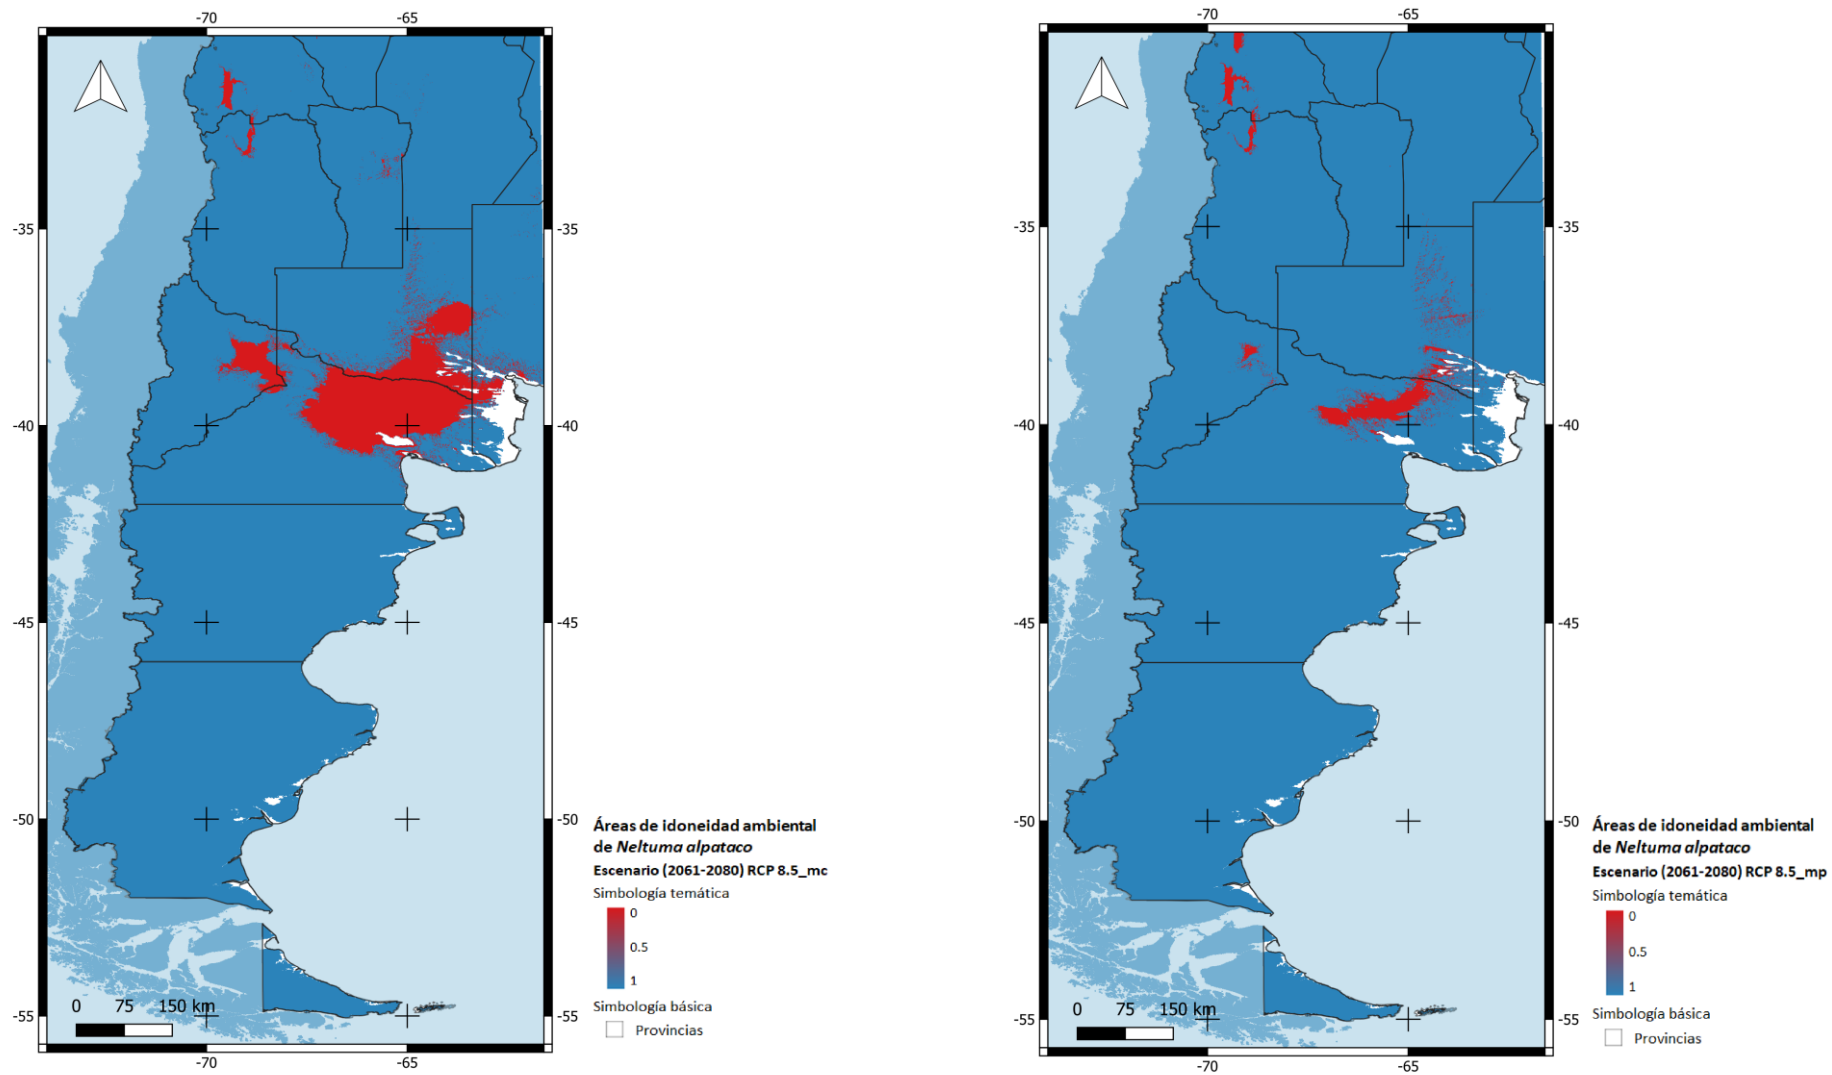 -70
-65
-35
-35
-40
-40
-45
-45
-50
-50
-55
-55
-70
-65
0
75
150 km
Áreas de idoneidad ambiental
de Neltuma alpataco
Escenario (2061-2080) RCP 8.5_mc
Simbología temática
0
0.5
1
Simbología básica
Provincias
-70
-65
-35
-35
-40
-40
-45
-45
-50
-50
-55
-55
-70
-65
0
75
150 km
Áreas de idoneidad ambiental
de Neltuma alpataco
Escenario (2061-2080) RCP 8.5_mp
Simbología temática
0
0.5
1
Simbología básica
Provincias